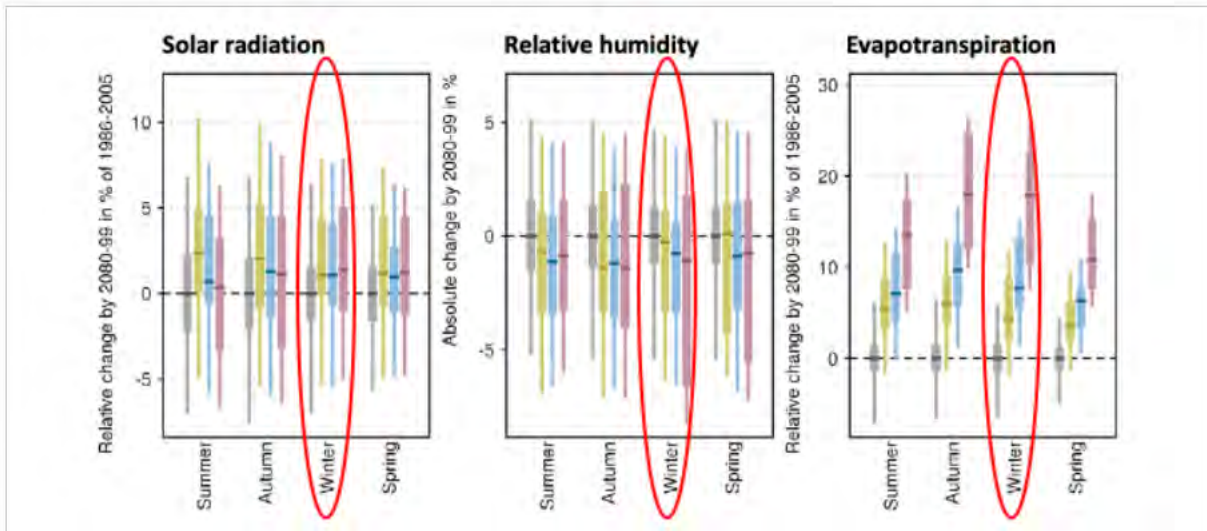 Solar radiation
Relative change by 2080-99 in % of 1986-2005
10
5
0
-5
Summer
Autumn
Winter
Spring
Relative humidity
Absolute change by 2080-99 in %
5
0
-5
Summer
Autumn
Winter
Spring
Evapotranspiration
Relative change by 2080-99 in % of 1986-2005
30
20
10
0
Summer
Autumn
Winter
Spring